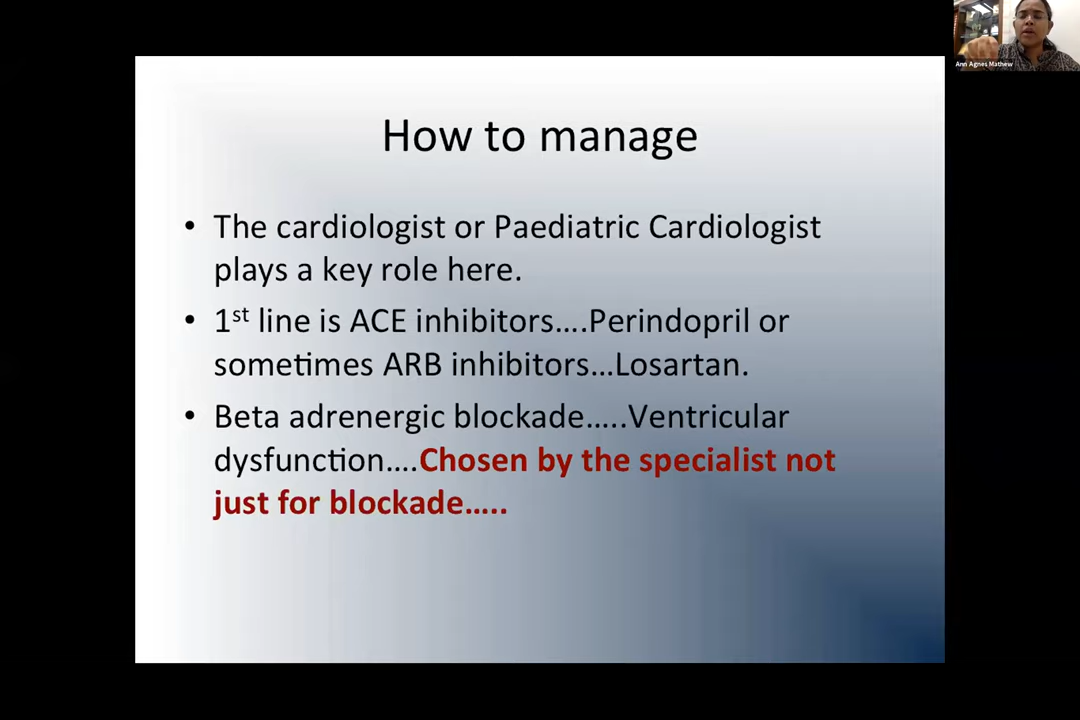 Ann Agnes Mathew
How to manage
• The cardiologist or Paediatric Cardiologist
plays a key role here.
• 1st line is ACE inhibitors….Perindopril or
sometimes ARB inhibitors…Losartan.
• Beta adrenergic blockade…..Ventricular
dysfunction….Chosen by the specialist not
just for blockade…..